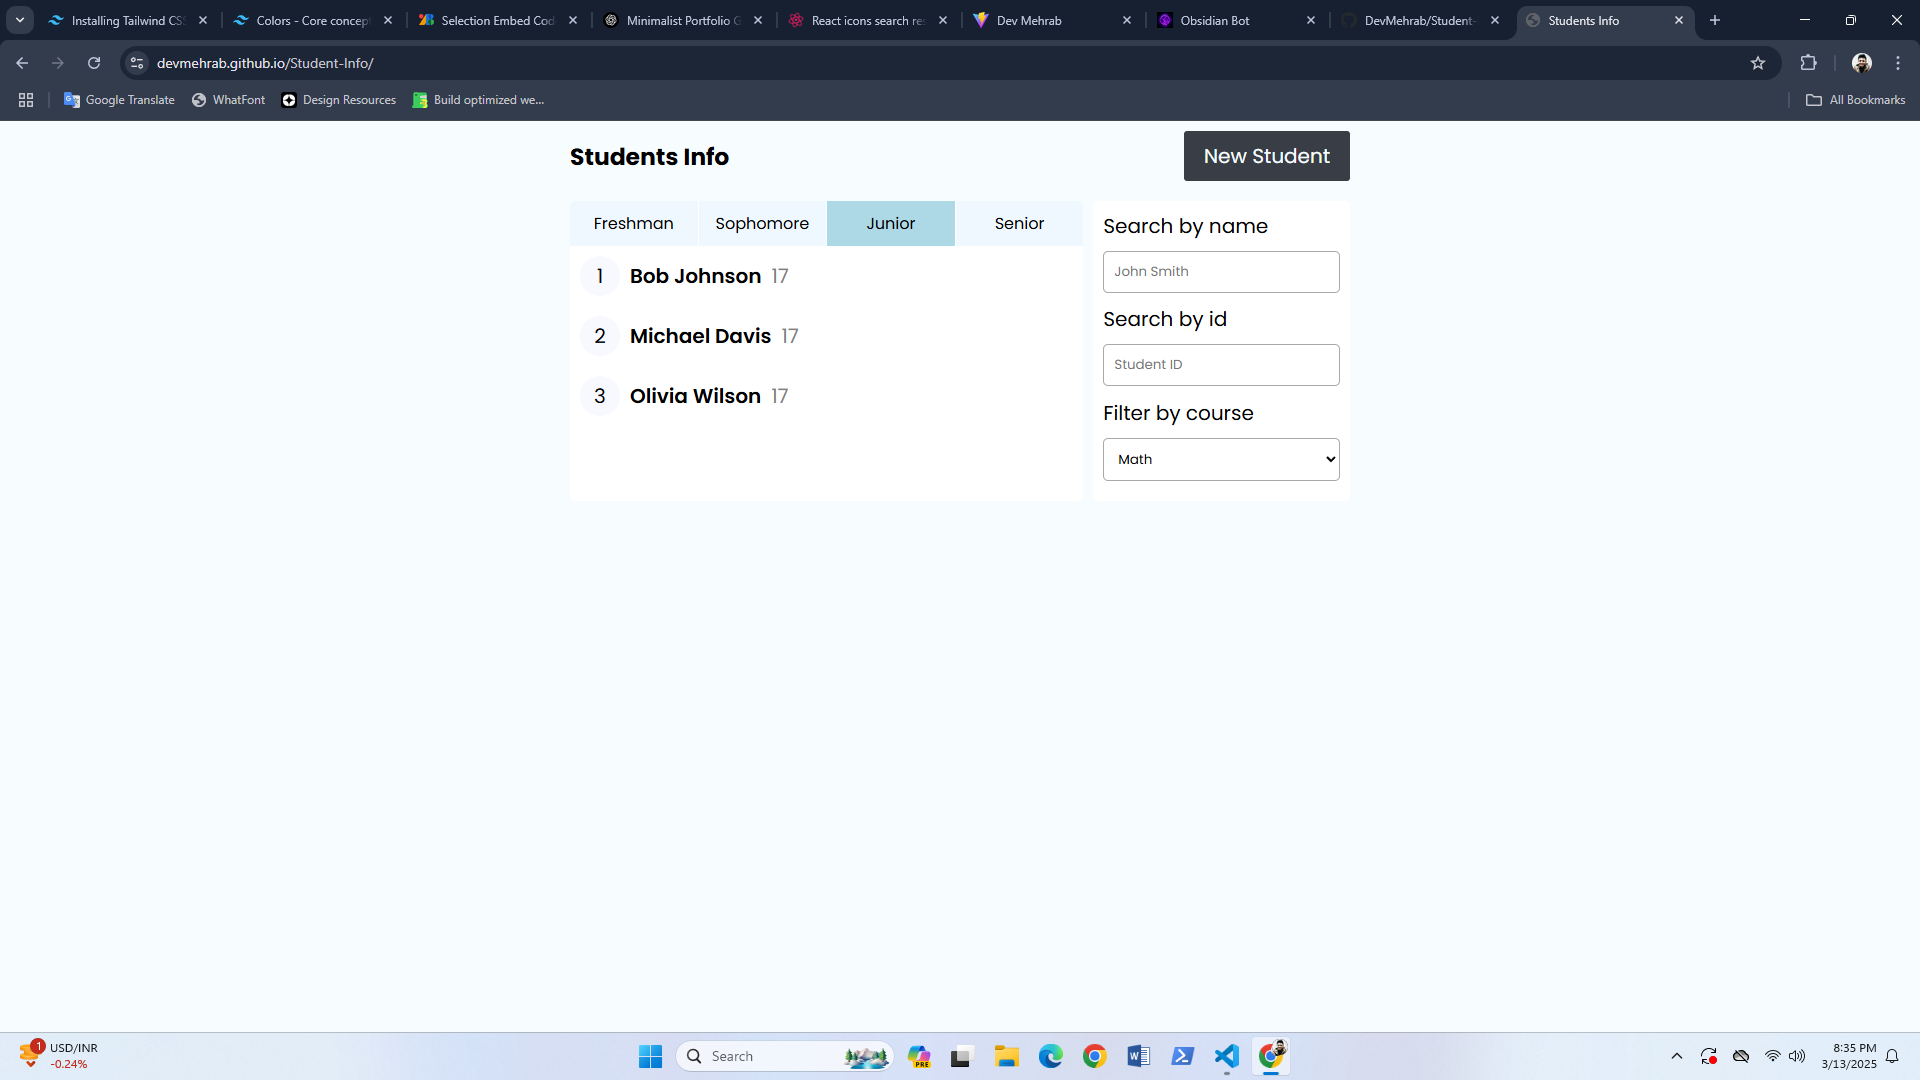 Installing Tailwind CSS
Colors - Core concept
Selection Embed Cod
Minimalist Portfolio G
React icons search res
Dev Mehrab
Obsidian Bot
DevMehrab/Student-
Students Info
devmehrab.github.io/Student-Info/
Google Translate
WhatFont
Design Resources
Build optimized we...
All Bookmarks
Students Info
New Student
Freshman
Sophomore
Junior
Senior
1 Bob Johnson 17
2 Michael Davis 17
3 Olivia Wilson 17
Search by name
John Smith
Search by id
Student ID
Filter by course
Math
1
USD/INR
-0.24%
Search
PRE
8:35 PM
3/13/2025